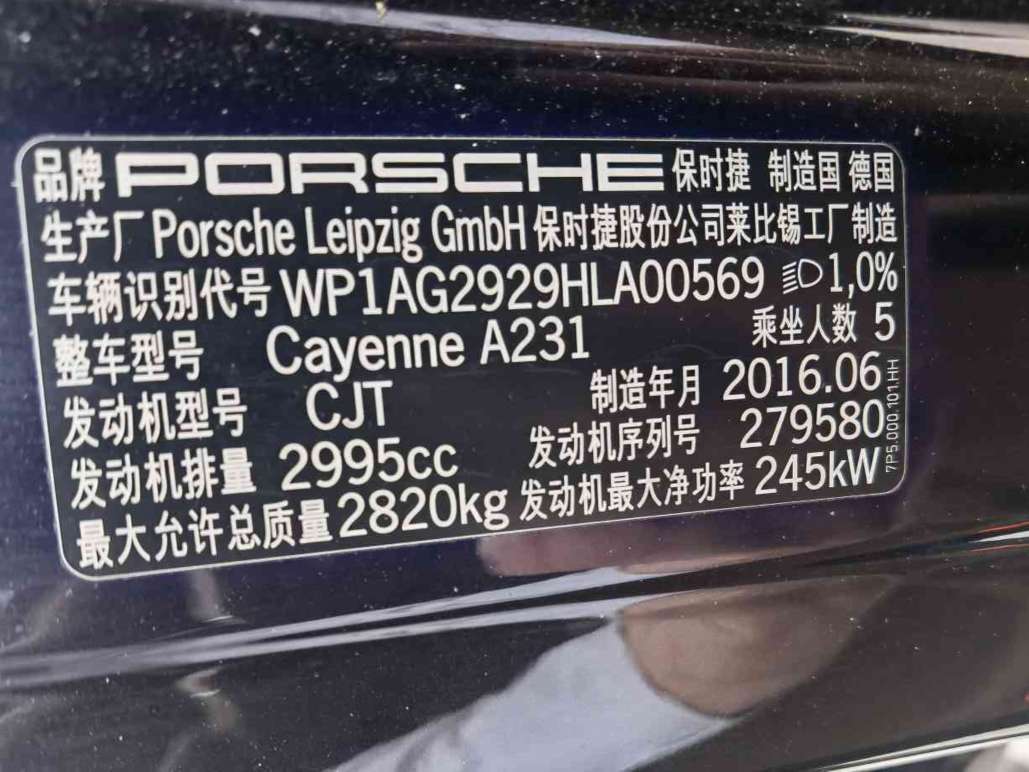 品牌 PORSCHE 保时捷 制造国 德国
生产厂 Porsche Leipzig GmbH 保时捷股份公司莱比锡工厂制造
车辆识别代号 WP1AG2929HLA00569 1,0%
整车型号 Cayenne A231 乘坐人数 5
发动机型号 CJT 制造年月 2016.06
发动机排量 2995cc 发动机序列号 279580
最大允许总质量 2820kg 发动机最大净功率 245kW
7P5.000.101.HH